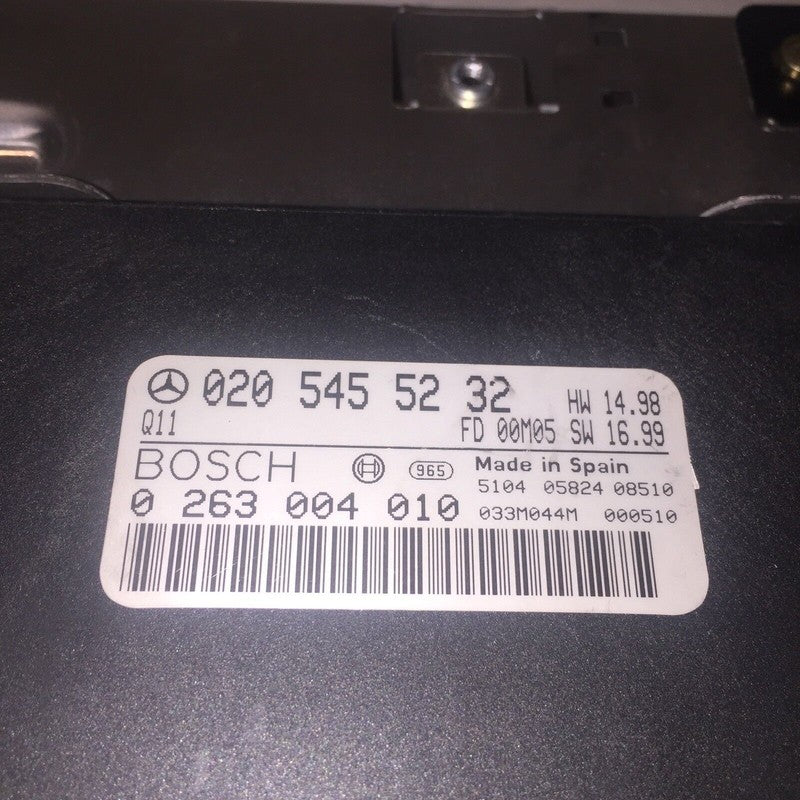 020 545 52 32 HW 14.98
Q11 FD 00M05 SW 16.99
BOSCH 965 Made in Spain
5104 05824 08510
0 263 004 010 033M044M 000510